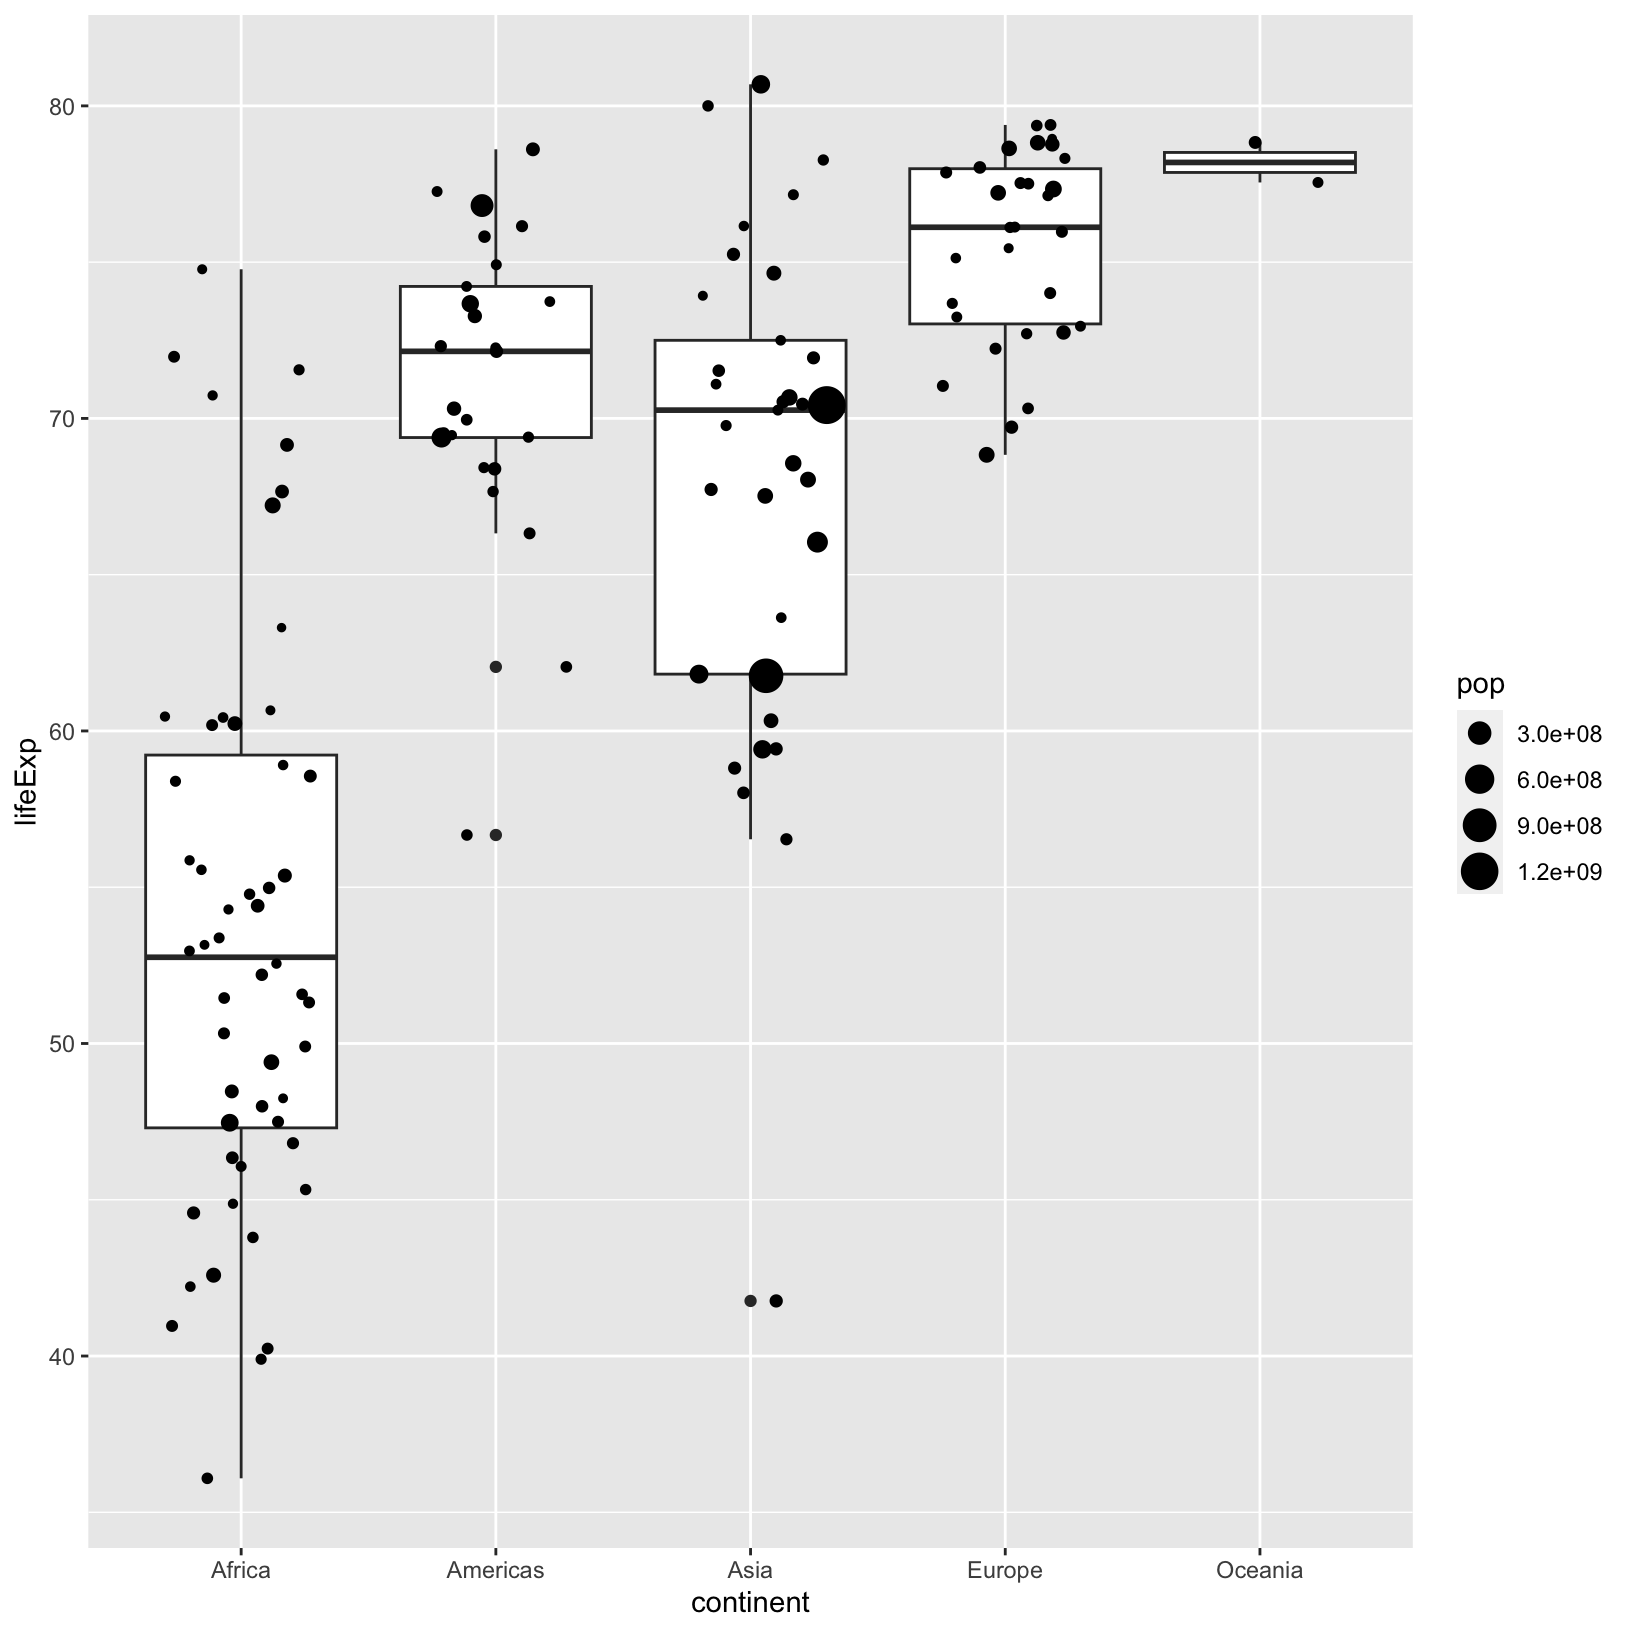 80
70
60
50
40
lifeExp
Africa
Americas
Asia
Europe
Oceania
continent
pop
3.0e+08
6.0e+08
9.0e+08
1.2e+09